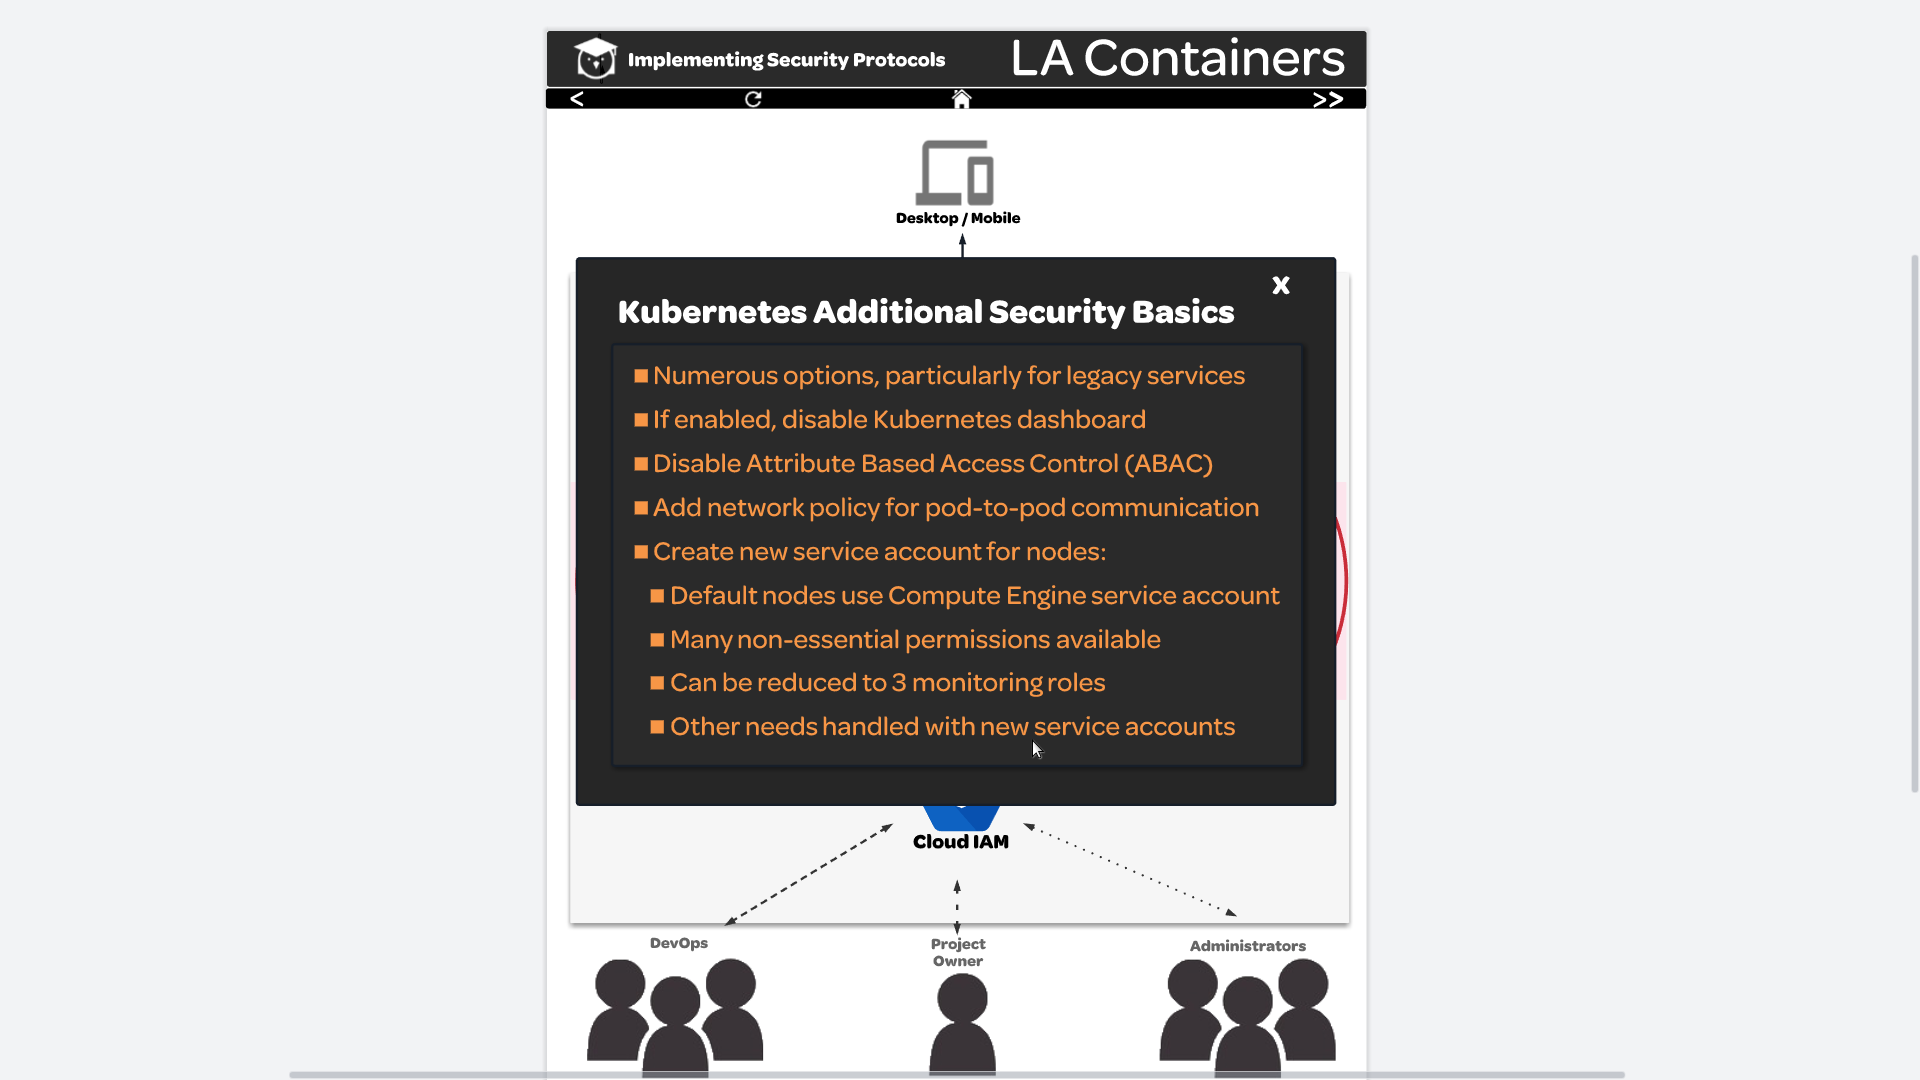 Implementing Security Protocols
LA Containers
< >>
Desktop / Mobile
X
Kubernetes Additional Security Basics
Numerous options, particularly for legacy services
If enabled, disable Kubernetes dashboard
Disable Attribute Based Access Control (ABAC)
Add network policy for pod-to-pod communication
Create new service account for nodes:
Default nodes use Compute Engine service account
Many non-essential permissions available
Can be reduced to 3 monitoring roles
Other needs handled with new service accounts
Cloud IAM
DevOps
Project
Owner
Administrators